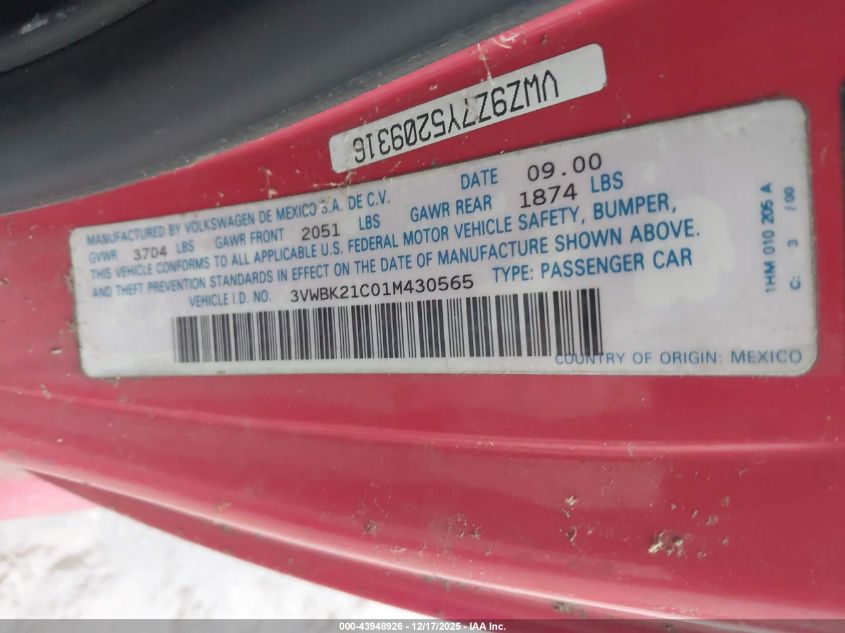 VWZ9Z7Y5209316
MANUFACTURED BY VOLKSWAGEN DE MEXICO S.A. DE C.V. DATE 09.00
GVWR 3704 LBS GAWR FRONT 2051 LBS GAWR REAR 1874 LBS
THIS VEHICLE CONFORMS TO ALL APPLICABLE U.S. FEDERAL MOTOR VEHICLE SAFETY, BUMPER,
AND THEFT PREVENTION STANDARDS IN EFFECT ON THE DATE OF MANUFACTURE SHOWN ABOVE.
VEHICLE I.D. NO. 3VWBK21C01M430565 TYPE: PASSENGER CAR
COUNTRY OF ORIGIN: MEXICO
1HM 010 205 A
C: 3 / 00
000-43948926 - 12/17/2025 - IAA Inc.